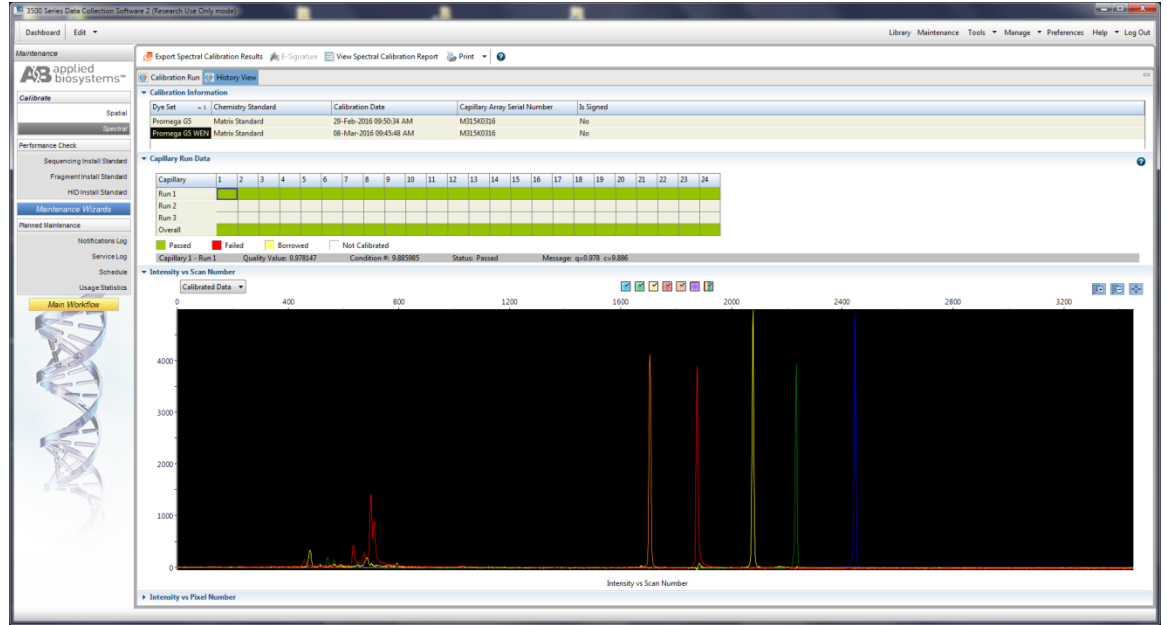 3500 Series Data Collection Software 2 (Research Use Only mode)
Dashboard Edit Library Maintenance Tools Manage Preferences Help Log Out
Maintenance
AB applied biosystems™
Calibrate
Spatial
Spectral
Performance Check
Sequencing Install Standard
Fragment Install Standard
HID Install Standard
Maintenance Wizards
Planned Maintenance
Notifications Log
Service Log
Schedule
Usage Statistics
Main Workflow
Export Spectral Calibration Results E-Signature View Spectral Calibration Report Print
Calibration Run History View
Calibration Information
Dye Set Chemistry Standard Calibration Date Capillary Array Serial Number Is Signed
Promega G5 Matrix Standard 29-Feb-2016 09:50:34 AM M315K0316 No
Promega G5 WEN Matrix Standard 08-Mar-2016 09:45:48 AM M315K0316 No
Capillary Run Data
Capillary 1 2 3 4 5 6 7 8 9 10 11 12 13 14 15 16 17 18 19 20 21 22 23 24
Run 1
Run 2
Run 3
Overall
Passed Failed Borrowed Not Calibrated
Capillary 1 - Run 1 Quality Value: 0.978147 Condition #: 9.885985 Status: Passed Message: q=0.978 c=9.886
Intensity vs Scan Number
Calibrated Data
0 400 800 1200 1600 2000 2400 2800 3200
4000
3000
2000
1000
0
Intensity vs Scan Number
Intensity vs Pixel Number